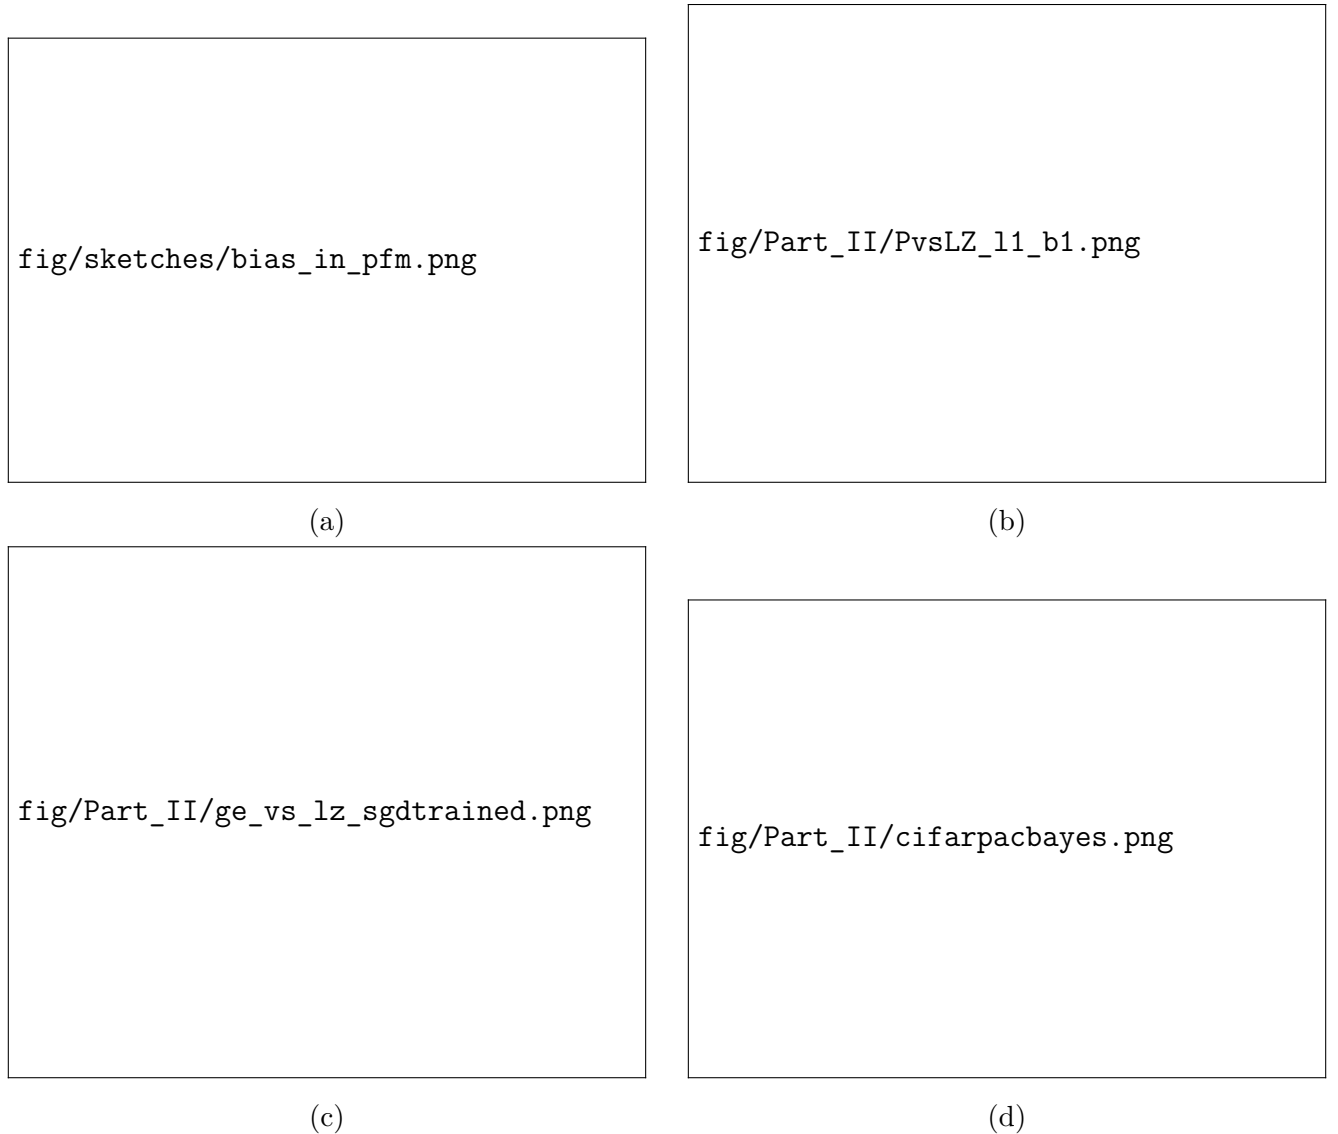 fig/sketches/bias_in_pfm.png
(a)
fig/Part_II/PvsLZ_l1_b1.png
(b)
fig/Part_II/ge_vs_lz_sgdtrained.png
(c)
fig/Part_II/cifarpacbayes.png
(d)